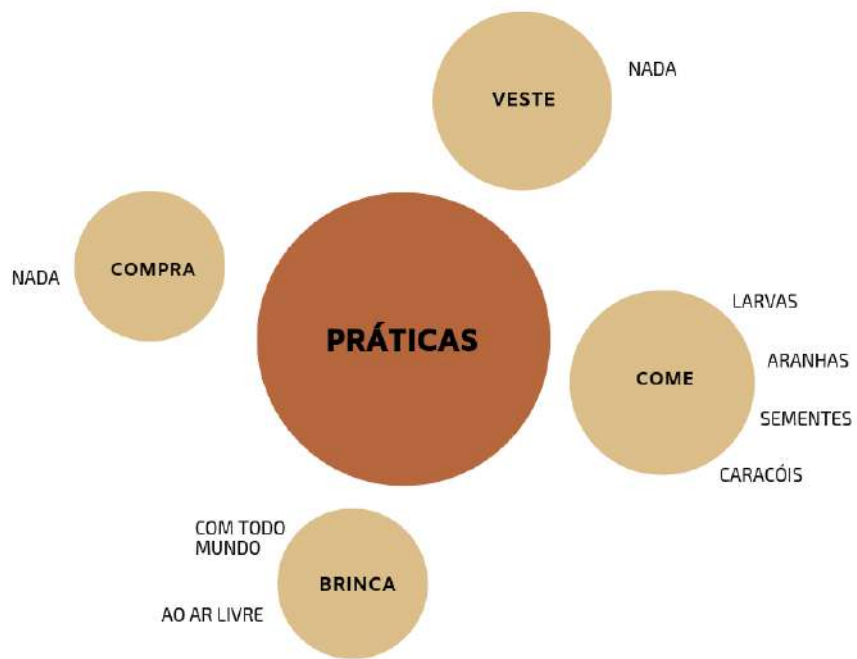 VESTE
NADA
COMPRA
NADA
PRÁTICAS
COME
LARVAS
ARANHAS
SEMENTES
CARACÓIS
BRINCA
COM TODO
MUNDO
AO AR LIVRE